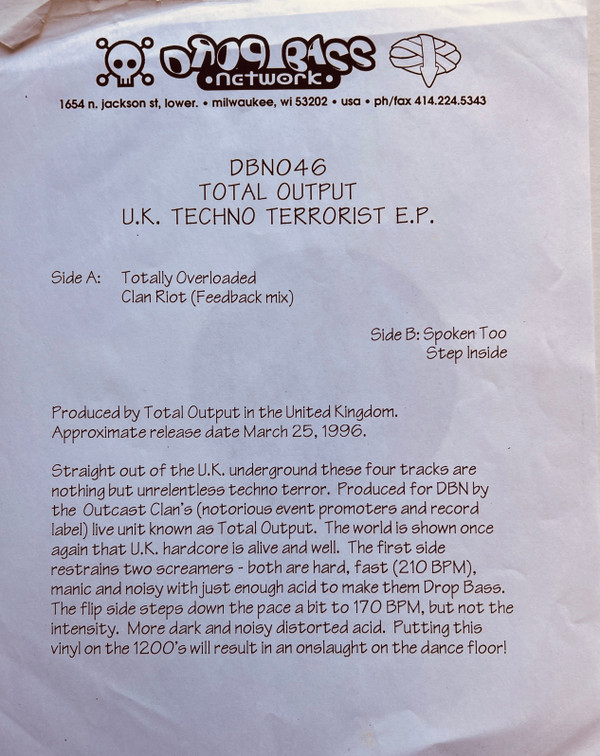 DROP BASS
• network •
1654 n. jackson st, lower. • milwaukee, wi 53202 • usa • ph/fax 414.224.5343
DBN046
TOTAL OUTPUT
U.K. TECHNO TERRORIST E.P.
Side A: Totally Overloaded
Clan Riot (Feedback mix)
Side B: Spoken Too
Step Inside
Produced by Total Output in the United Kingdom.
Approximate release date March 25, 1996.
Straight out of the U.K. underground these four tracks are
nothing but unrelentless techno terror. Produced for DBN by
the Outcast Clan's (notorious event promoters and record
label) live unit known as Total Output. The world is shown once
again that U.K. hardcore is alive and well. The first side
restrains two screamers - both are hard, fast (210 BPM),
manic and noisy with just enough acid to make them Drop Bass.
The flip side steps down the pace a bit to 170 BPM, but not the
intensity. More dark and noisy distorted acid. Putting this
vinyl on the 1200's will result in an onslaught on the dance floor!